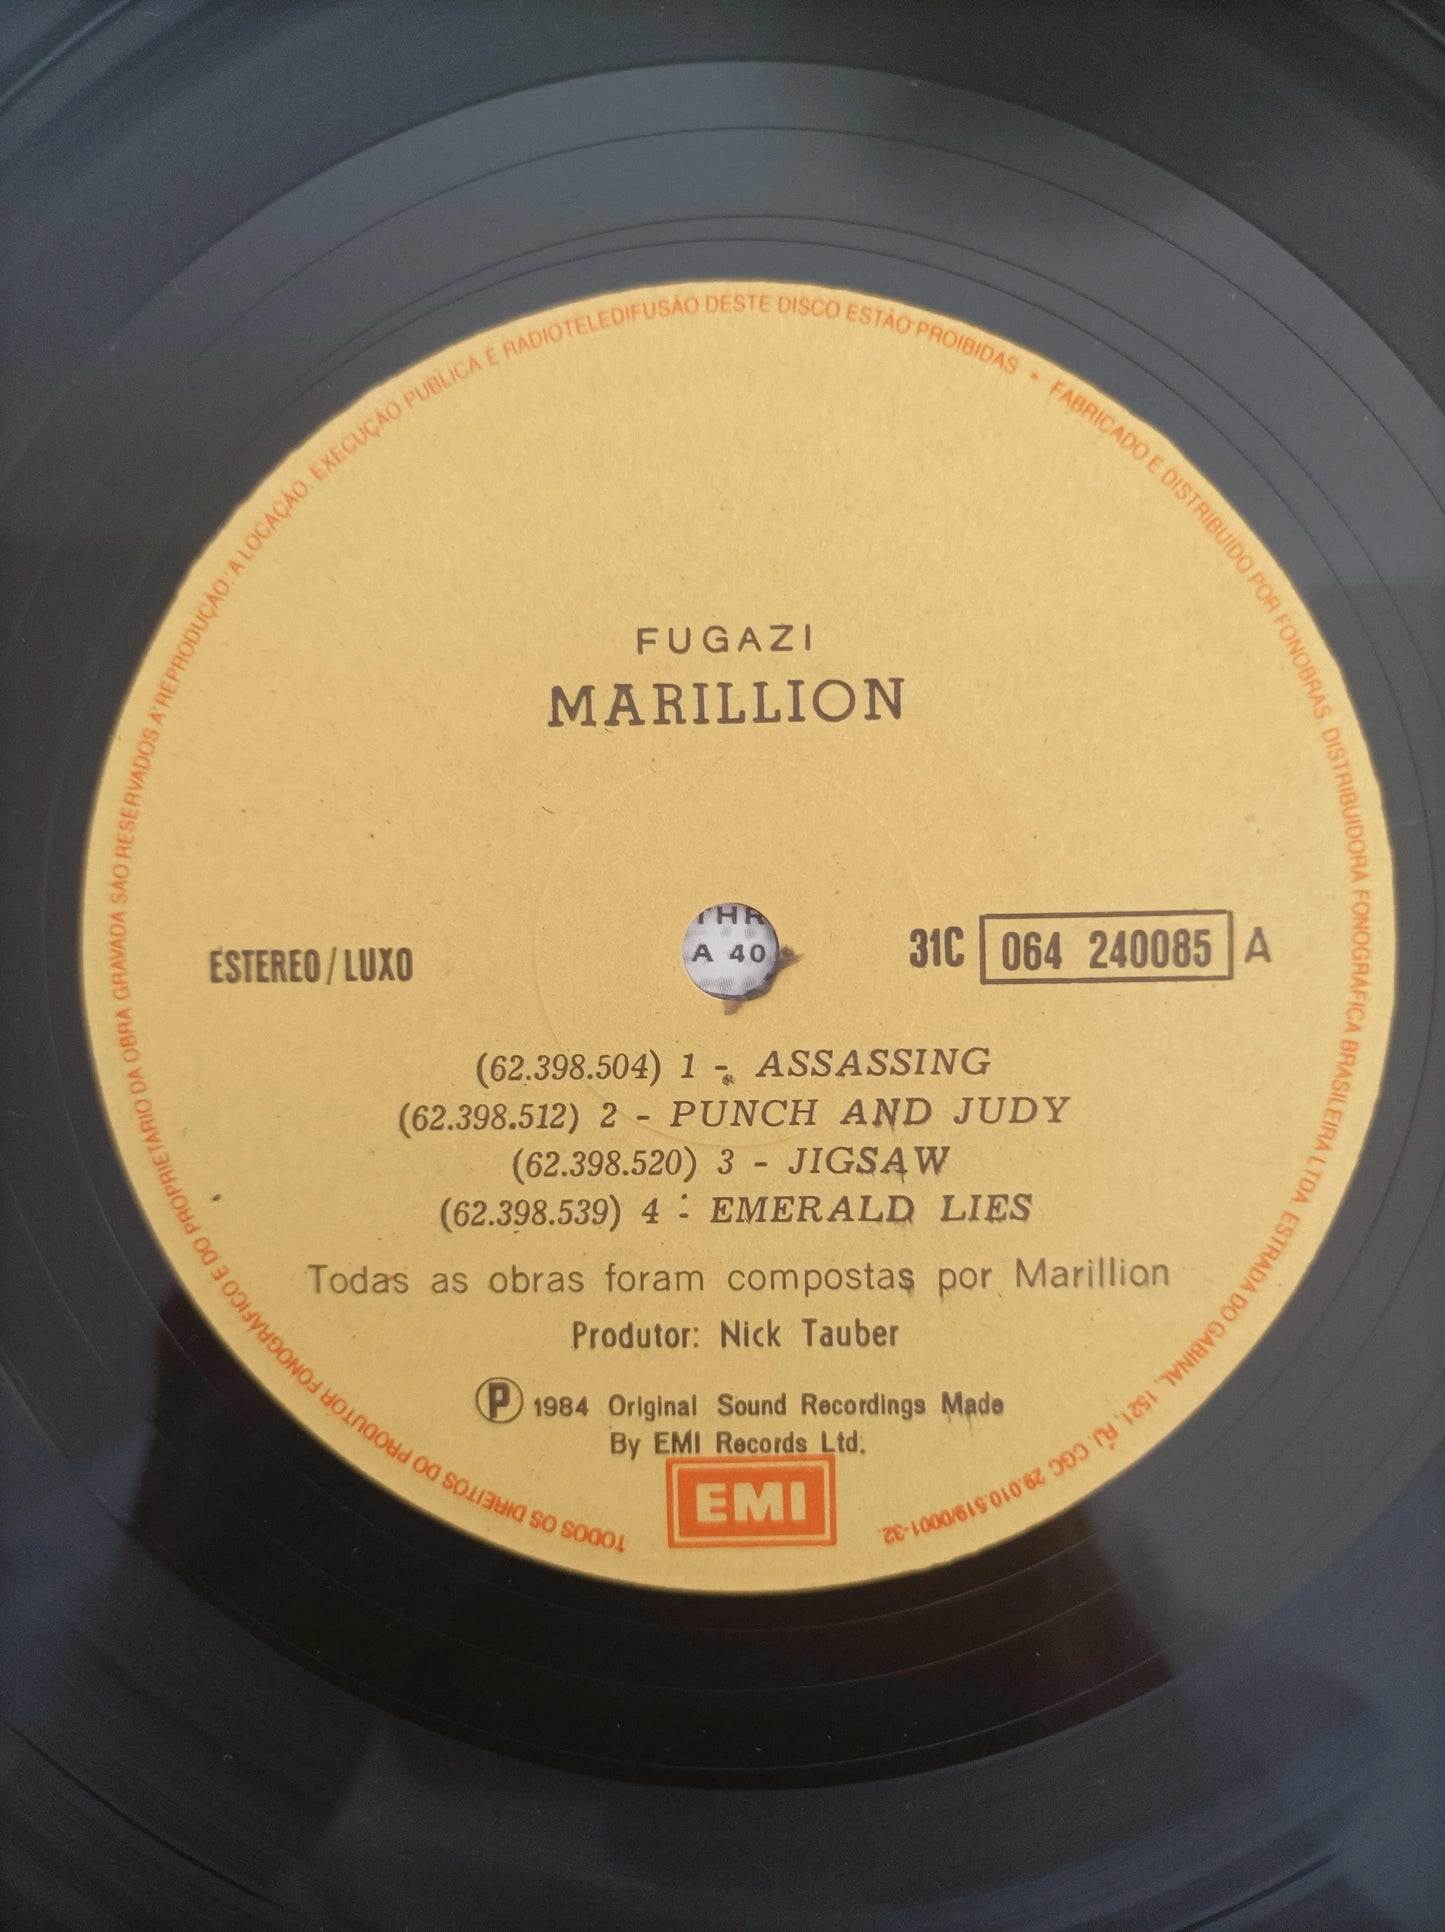 TODOS OS DIREITOS DO PRODUTOR FONOGRÁFICO E DO PROPRIETARIO DA OBRA GRAVADA SÃO RESERVADOS A REPRODUÇÃO. A LOCAÇÃO. EXECUÇÃO PUBLICA E RADIOTELEDIFUSÃO DESTE DISCO ESTÃO PROIBIDAS • FABRICADO E DISTRIBUIDO POR FONOBRAS, DISTRIBUIDORA FONOGRÁFICA BRASILEIRA LTDA, ESTRADA DO GABINAL, 1521, RJ. CGC 29.010.519/0001-32.
FUGAZI
MARILLION
THR
A 40
ESTEREO/LUXO
31C 064 240085 A
(62.398.504) 1 - ASSASSING
(62.398.512) 2 - PUNCH AND JUDY
(62.398.520) 3 - JIGSAW
(62.398.539) 4 - EMERALD LIES
Todas as obras foram compostas por Marillion
Produtor: Nick Tauber
Ⓟ 1984 Original Sound Recordings Made
By EMI Records Ltd.
EMI